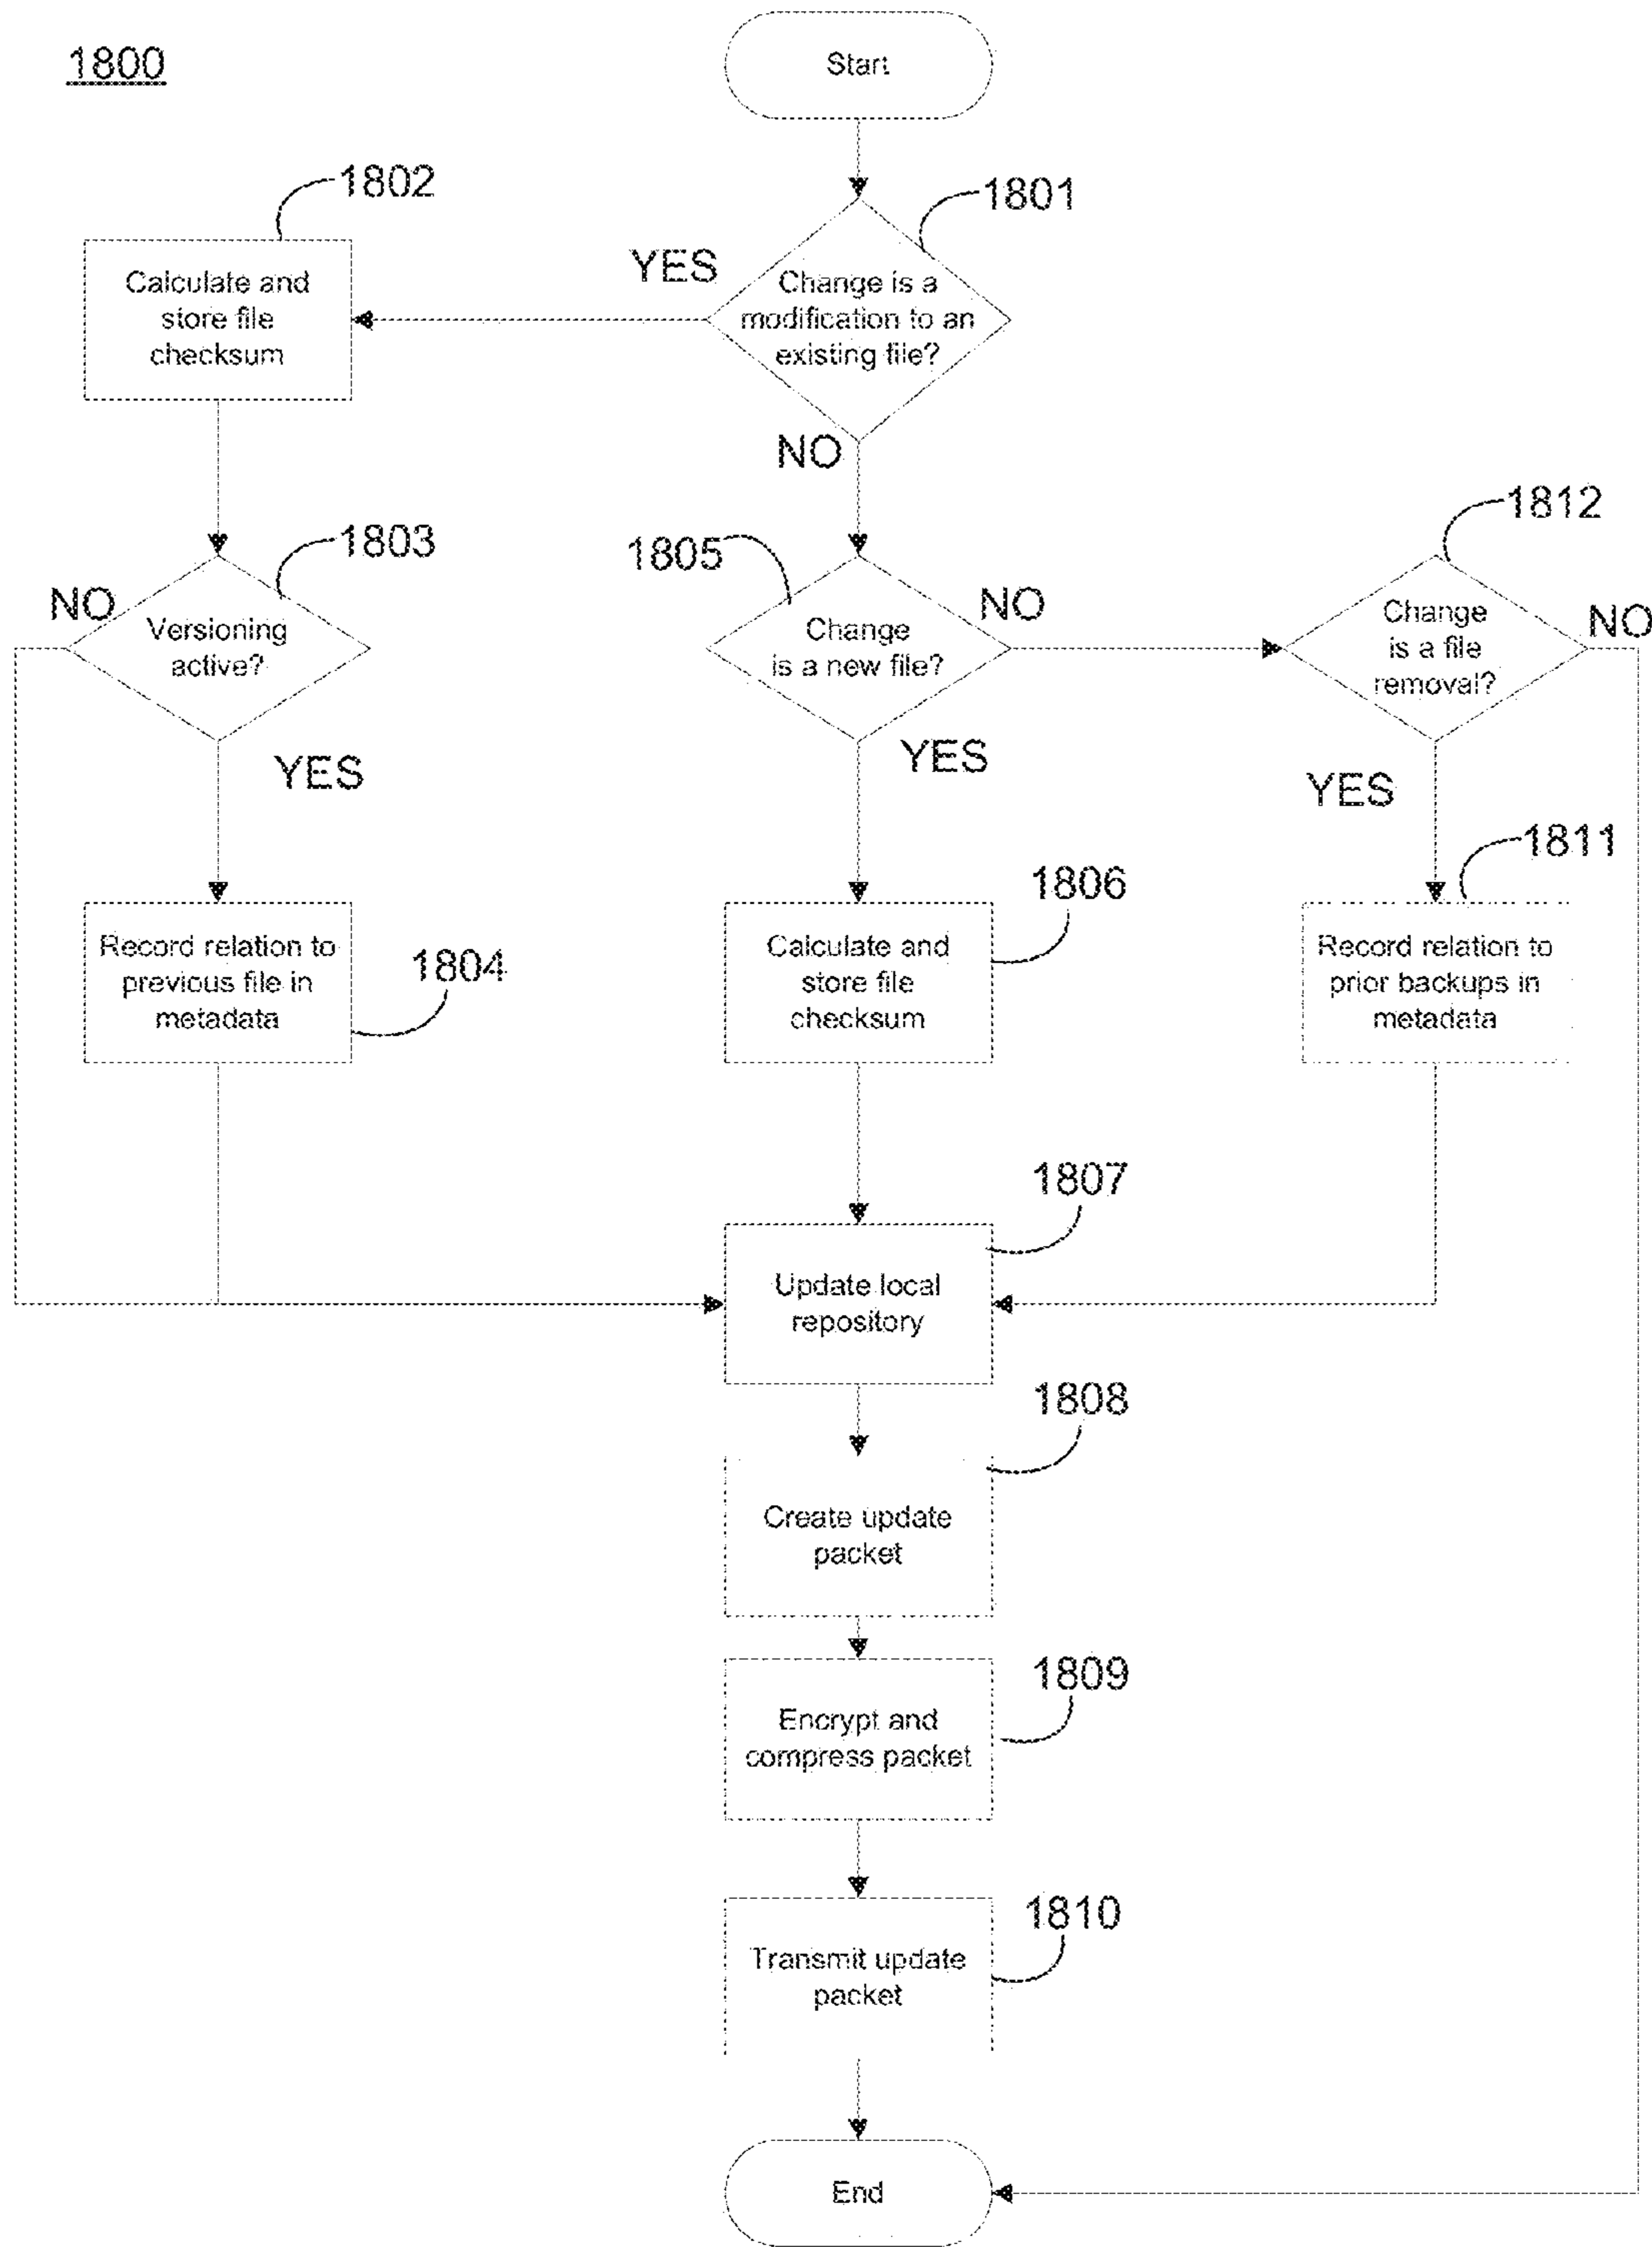 1800
Start
1802
1801
YES
Calculate and
store file
checksum
Change is a
modification to an
existing file?
NO
1812
1803
1805
NO
Versioning
active?
Change
is a new file?
NO
Change
is a file
removal?
NO
YES
YES
YES
1811
1806
Record relation to
previous file in
metadata
1804
Calculate and
store file
checksum
Record relation to
prior backups in
metadata
1807
Update local
repository
1808
Create update
packet
1809
Encrypt and
compress packet
1810
Transmit update
packet
End